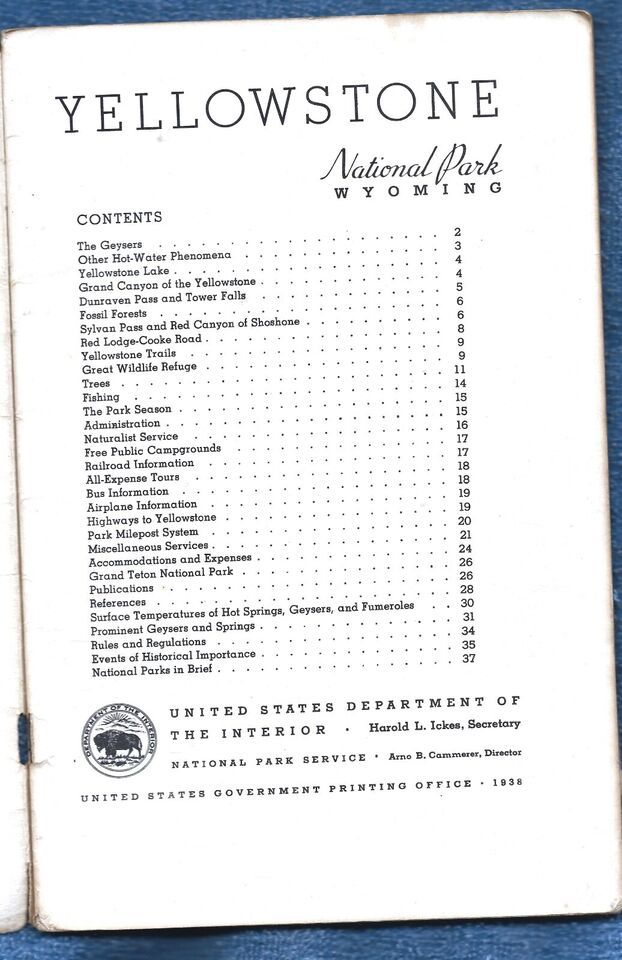 YELLOWSTONE
National Park
WYOMING
CONTENTS
The Geysers . . . . . . . . . . . . . . . . . 2
Other Hot-Water Phenomena . . . . . . . . . . . . 3
Yellowstone Lake . . . . . . . . . . . . . . . . 4
Grand Canyon of the Yellowstone . . . . . . . . . . . 4
Dunraven Pass and Tower Falls . . . . . . . . . . . 5
Fossil Forests . . . . . . . . . . . . . . . . . 6
Sylvan Pass and Red Canyon of Shoshone . . . . . . . . 6
Red Lodge-Cooke Road . . . . . . . . . . . . . . 8
Yellowstone Trails . . . . . . . . . . . . . . . 9
Great Wildlife Refuge . . . . . . . . . . . . . . 9
Trees . . . . . . . . . . . . . . . . . . . 11
Fishing . . . . . . . . . . . . . . . . . . 14
The Park Season . . . . . . . . . . . . . . . . 15
Administration . . . . . . . . . . . . . . . . 15
Naturalist Service . . . . . . . . . . . . . . . 16
Free Public Campgrounds . . . . . . . . . . . . . 17
Railroad Information . . . . . . . . . . . . . . 17
All-Expense Tours . . . . . . . . . . . . . . . 18
Bus Information . . . . . . . . . . . . . . . . 18
Airplane Information . . . . . . . . . . . . . . 19
Highways to Yellowstone . . . . . . . . . . . . . 19
Park Milepost System . . . . . . . . . . . . . . 20
Miscellaneous Services . . . . . . . . . . . . . . 21
Accommodations and Expenses . . . . . . . . . . . . 24
Grand Teton National Park . . . . . . . . . . . . . 26
Publications . . . . . . . . . . . . . . . . . 26
References . . . . . . . . . . . . . . . . . 28
Surface Temperatures of Hot Springs, Geysers, and Fumeroles . . 30
Prominent Geysers and Springs . . . . . . . . . . . 31
Rules and Regulations . . . . . . . . . . . . . . 34
Events of Historical Importance . . . . . . . . . . . 35
National Parks in Brief . . . . . . . . . . . . . . 37
DEPARTMENT OF THE INTERIOR
UNITED STATES DEPARTMENT OF
THE INTERIOR · Harold L. Ickes, Secretary
NATIONAL PARK SERVICE · Arno B. Cammerer, Director
UNITED STATES GOVERNMENT PRINTING OFFICE · 1938